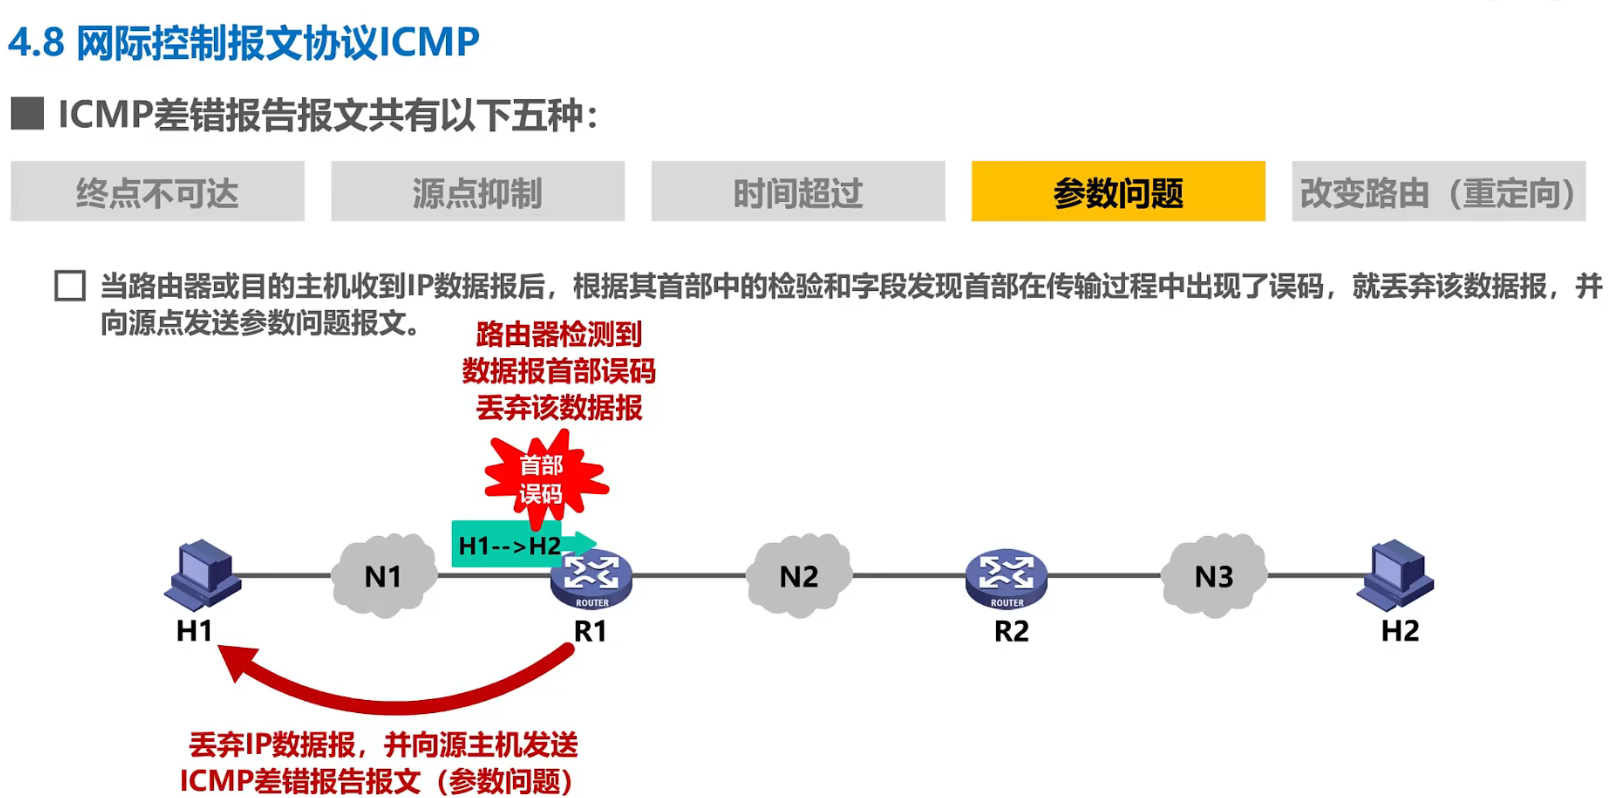 4.8 网际控制报文协议ICMP
ICMP差错报告报文共有以下五种：
终点不可达
源点抑制
时间超过
参数问题
改变路由（重定向）
当路由器或目的主机收到IP数据报后，根据其首部中的检验和字段发现首部在传输过程中出现了误码，就丢弃该数据报，并
向源点发送参数问题报文。
路由器检测到
数据报首部误码
丢弃该数据报
首部
误码
H1-->H2
N1
N2
N3
ROUTER
ROUTER
H1
R1
R2
H2
丢弃IP数据报，并向源主机发送
ICMP差错报告报文（参数问题）